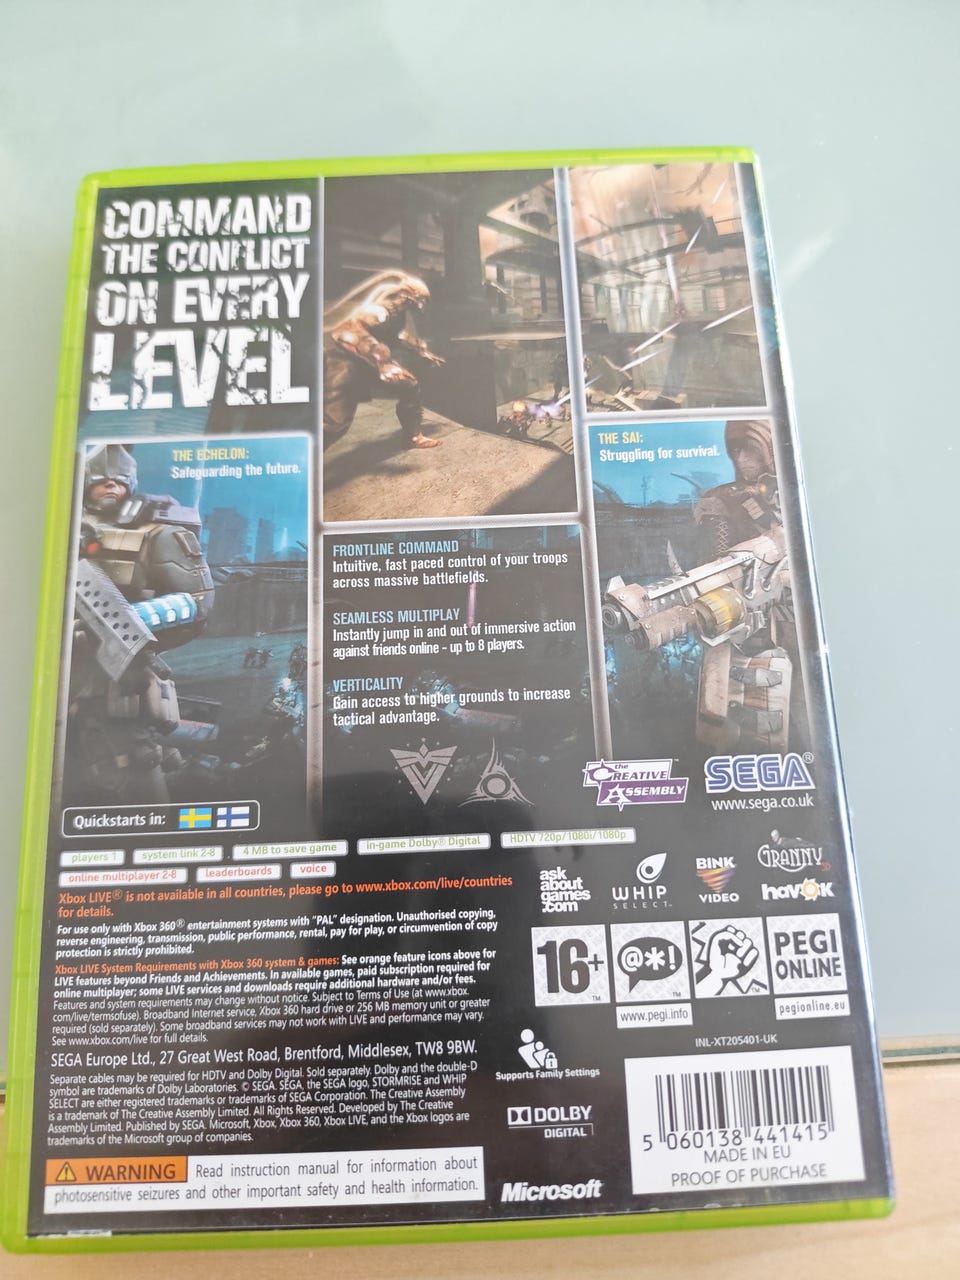 COMMAND
THE CONFLICT
ON EVERY
LEVEL
THE ECHELON:
Safeguarding the future.
THE SAI:
Struggling for survival.
FRONTLINE COMMAND
Intuitive, fast paced control of your troops
across massive battlefields.
SEAMLESS MULTIPLAY
Instantly jump in and out of immersive action
against friends online - up to 8 players.
VERTICALITY
Gain access to higher grounds to increase
tactical advantage.
the
CREATIVE
ASSEMBLY™
SEGA®
www.sega.co.uk
Quickstarts in:
players 1
system link 2-8
4 MB to save game
in-game Dolby® Digital
HDTV 720p/1080i/1080p
online multiplayer 2-8
leaderboards
voice
Xbox LIVE® is not available in all countries, please go to www.xbox.com/live/countries
for details.
For use only with Xbox 360® entertainment systems with "PAL" designation. Unauthorised copying,
reverse engineering, transmission, public performance, rental, pay for play, or circumvention of copy
protection is strictly prohibited.
Xbox LIVE System Requirements with Xbox 360 system & games: See orange feature icons above for
LIVE features beyond Friends and Achievements. In available games, paid subscription required for
online multiplayer; some LIVE services and downloads require additional hardware and/or fees.
Features and system requirements may change without notice. Subject to Terms of Use (at www.xbox.
com/live/termsofuse). Broadband Internet service, Xbox 360 hard drive or 256 MB memory unit or greater
required (sold separately). Some broadband services may not work with LIVE and performance may vary.
See www.xbox.com/live for full details.
SEGA Europe Ltd., 27 Great West Road, Brentford, Middlesex, TW8 9BW.
Separate cables may be required for HDTV and Dolby Digital. Sold separately. Dolby and the double-D
symbol are trademarks of Dolby Laboratories. © SEGA. SEGA, the SEGA logo, STORMRISE and WHIP
SELECT are either registered trademarks or trademarks of SEGA Corporation. The Creative Assembly
is a trademark of The Creative Assembly Limited. All Rights Reserved. Developed by The Creative
Assembly Limited. Published by SEGA. Microsoft, Xbox, Xbox 360, Xbox LIVE, and the Xbox logos are
trademarks of the Microsoft group of companies.
WARNING Read instruction manual for information about
photosensitive seizures and other important safety and health information.
ask
about
games
.com
WHIP
SELECT™
BINK
VIDEO
GRANNY
havok
16+™
@*!™
™
PEGI
ONLINE
www.pegi.info
pegionline.eu
INL-XT205401-UK
Supports Family Settings
DOLBY
DIGITAL
Microsoft
5 060138 441415
MADE IN EU
PROOF OF PURCHASE